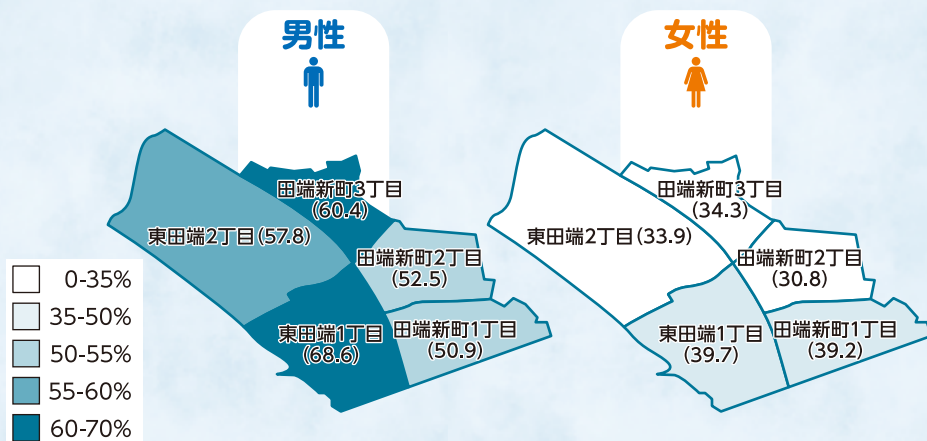 男性
女性
田端新町3丁目
(60.4)
東田端2丁目(57.8)
田端新町2丁目
(52.5)
東田端1丁目
(68.6)
田端新町1丁目
(50.9)
田端新町3丁目
(34.3)
東田端2丁目(33.9)
田端新町2丁目
(30.8)
東田端1丁目
(39.7)
田端新町1丁目
(39.2)
0-35%
35-50%
50-55%
55-60%
60-70%